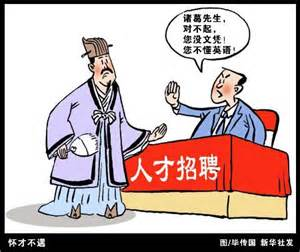 诸葛先生，
对不起，
您没文凭！
您不懂英语！
人才招聘
怀才不遇
图/毕传国 新华社发